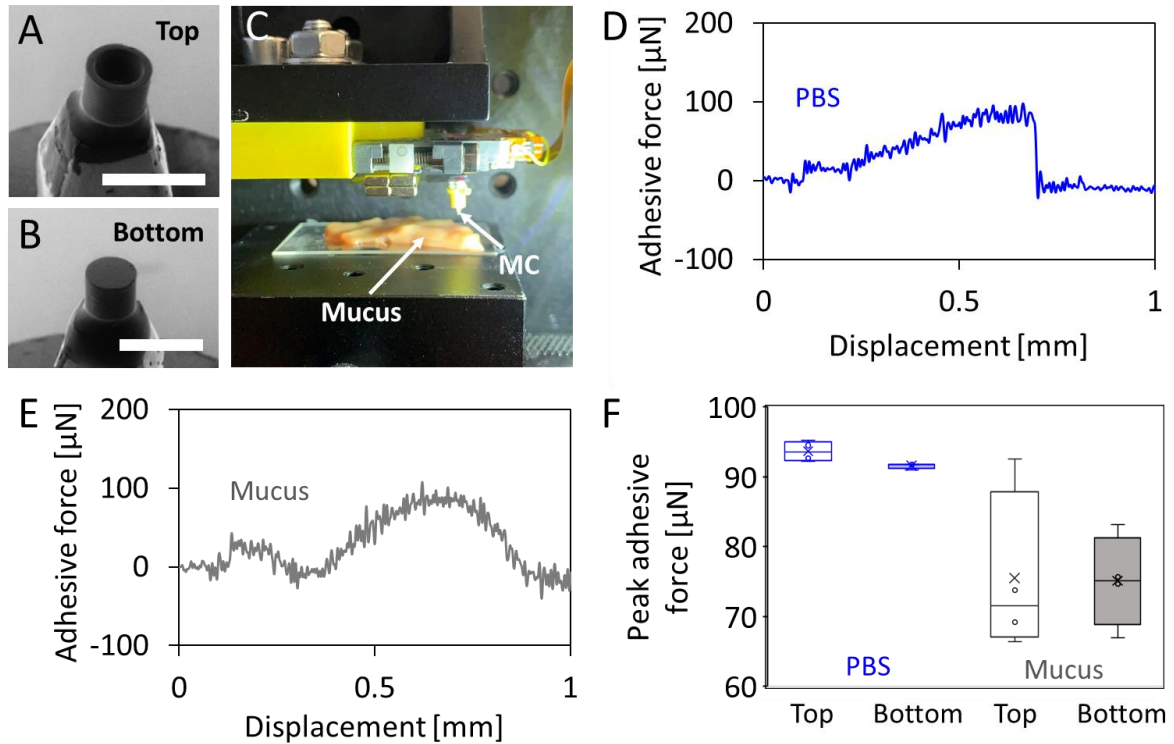 A
Top
B
Bottom
C
MC
Mucus
D
Adhesive force [µN]
200
100
0
-100
PBS
0
0.5
1
Displacement [mm]
E
Adhesive force [µN]
200
100
0
-100
Mucus
0
0.5
1
Displacement [mm]
F
Peak adhesive
force [µN]
100
90
80
70
60
PBS
Mucus
Top
Bottom
Top
Bottom